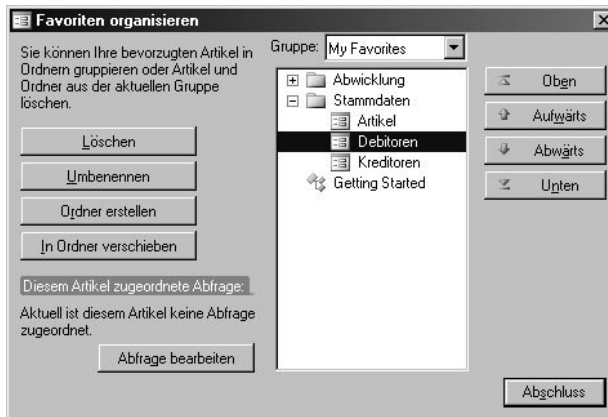 Favoriten organisieren
Sie können Ihre bevorzugten Artikel in
Ordnern gruppieren oder Artikel und
Ordner aus der aktuellen Gruppe
löschen.
Löschen
Umbenennen
Ordner erstellen
In Ordner verschieben
Diesem Artikel zugeordnete Abfrage:
Aktuell ist diesem Artikel keine Abfrage
zugeordnet.
Abfrage bearbeiten
Gruppe: My Favorites
Abwicklung
Stammdaten
Artikel
Debitoren
Kreditoren
Getting Started
Oben
Aufwärts
Abwärts
Unten
Abschluss